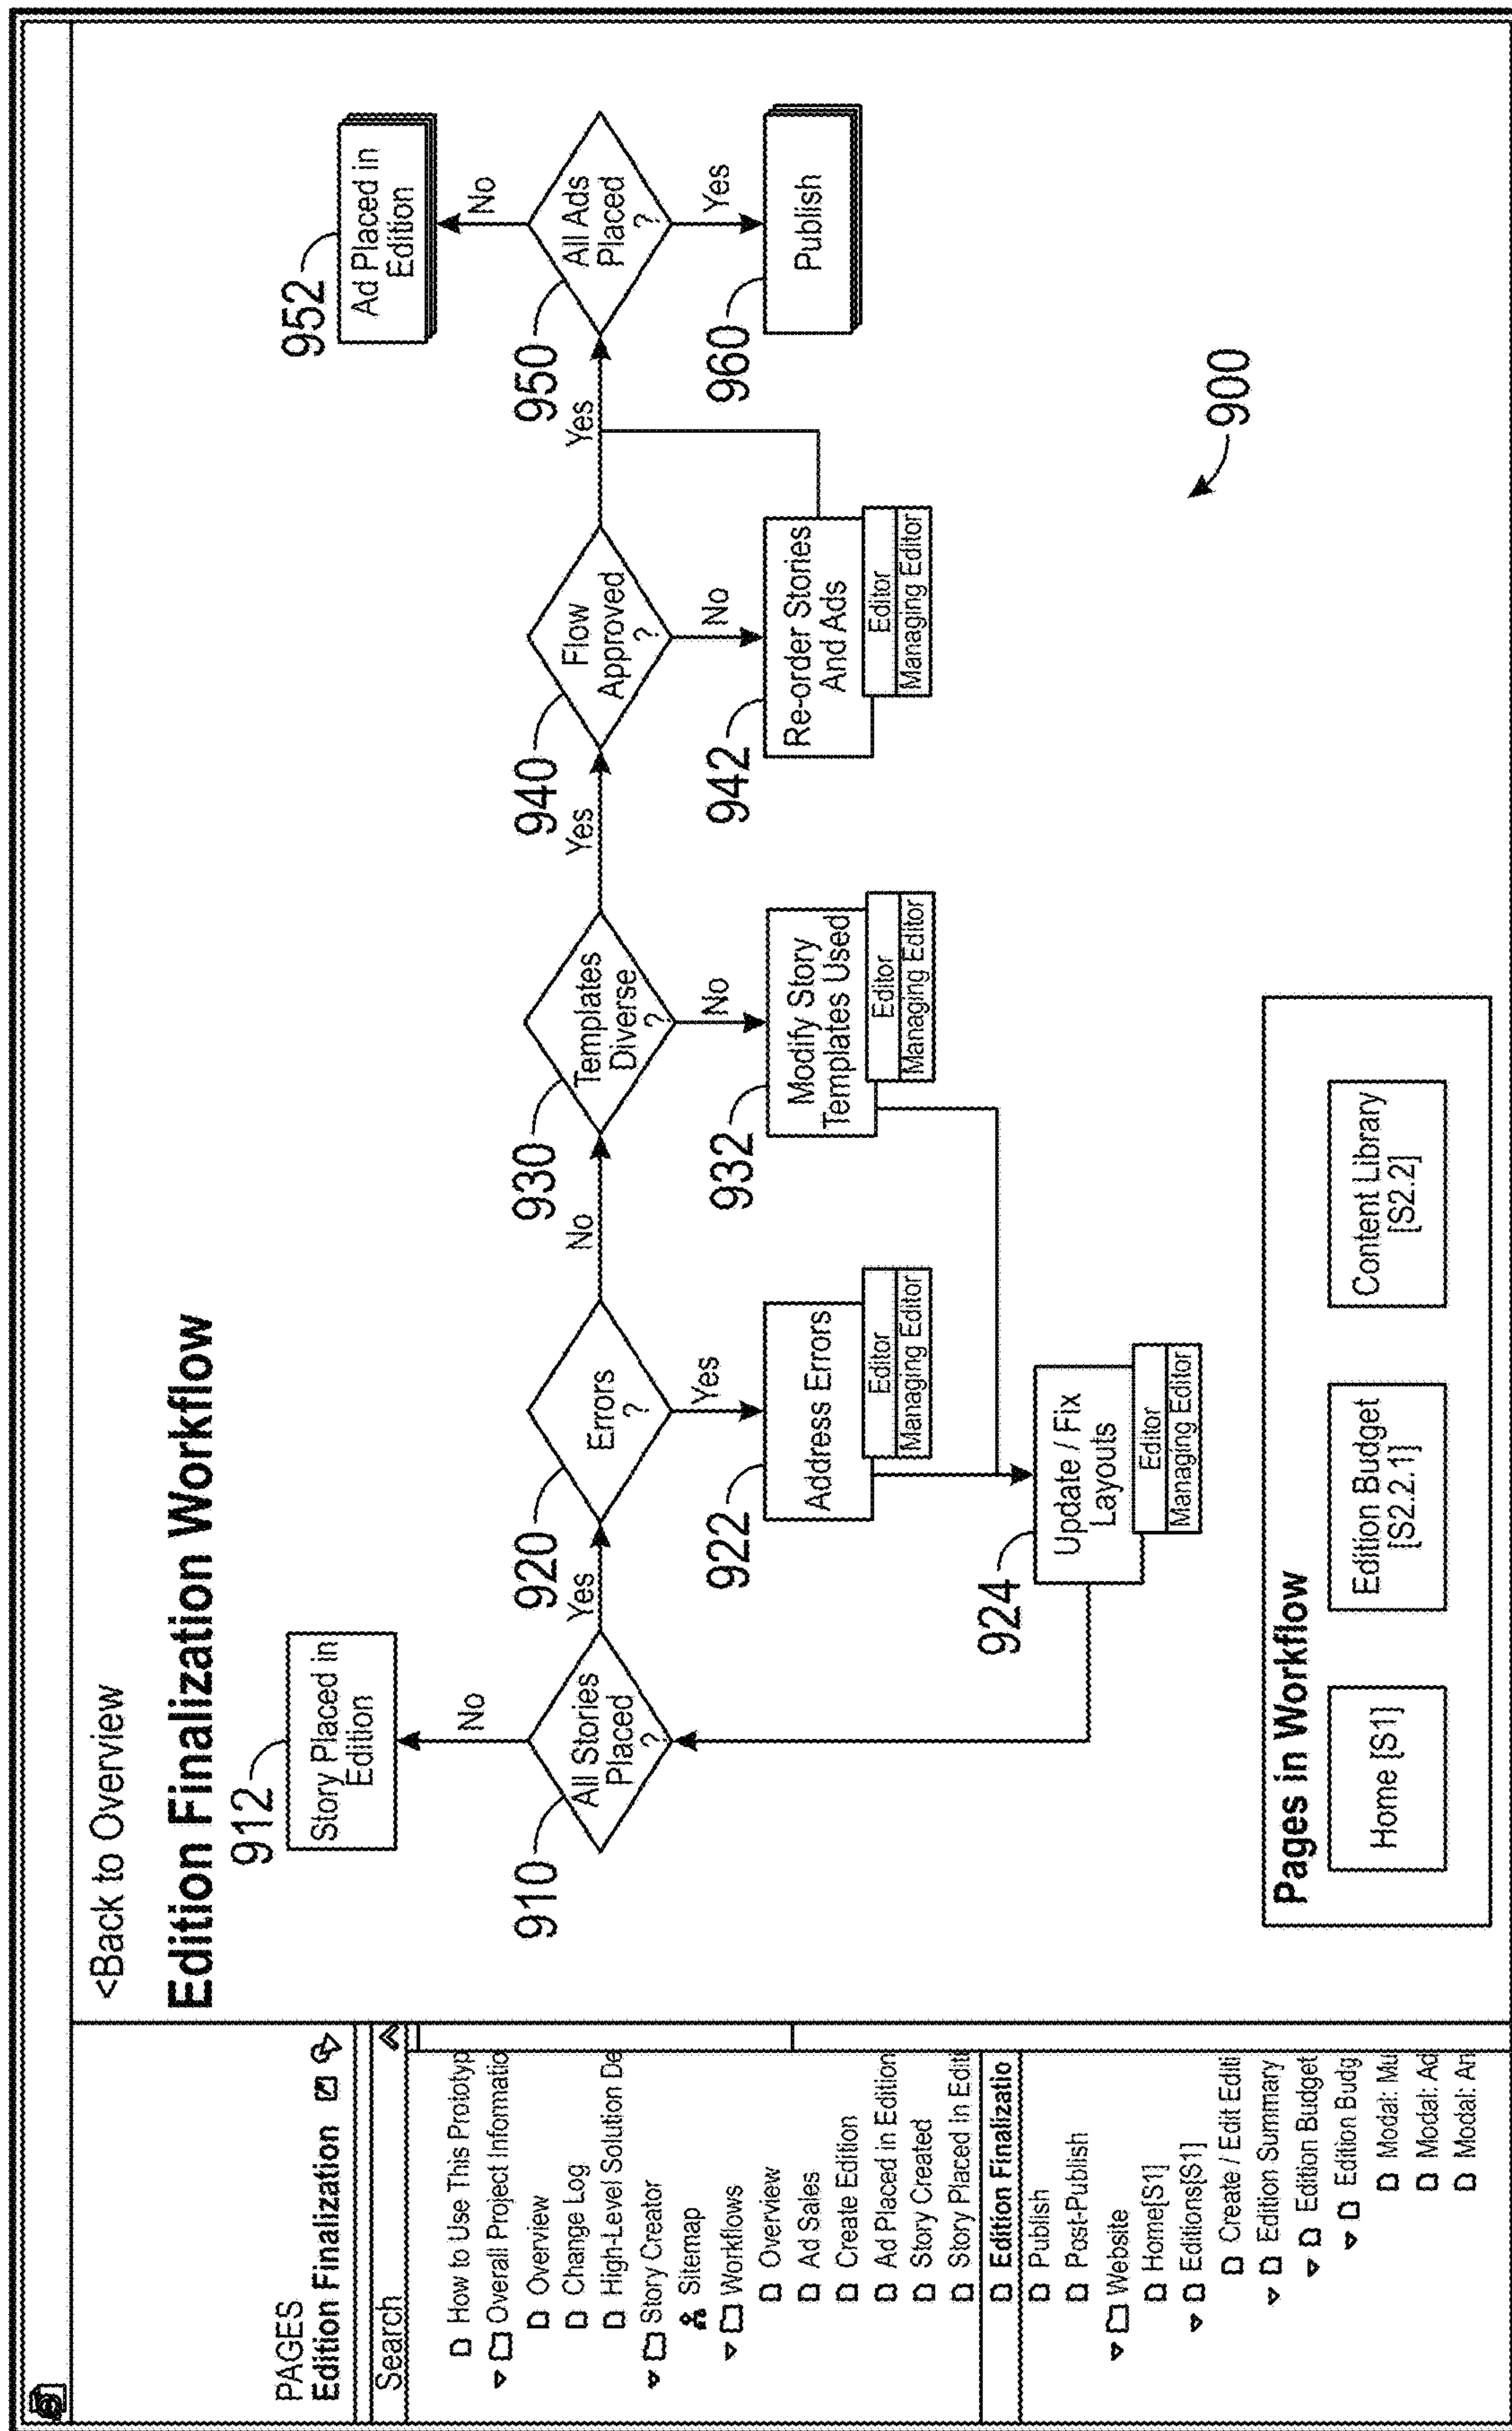 PAGES
Edition Finalization
Search
How to Use This Prototyp
Overall Project Informatio
Overview
Change Log
High-Level Solution De
Story Creator
Sitemap
Workflows
Overview
Ad Sales
Create Edition
Ad Placed in Edition
Story Created
Story Placed In Editi
Edition Finalizatio
Publish
Post-Publish
Website
Home[S1]
Editions[S1]
Create / Edit Editi
Edition Summary
Edition Budget
Edition Budg
Modal: Mu
Modal: Ad
Modal: An
<Back to Overview
Edition Finalization Workflow
912
Story Placed in
Edition
No
910
All Stories
Placed
?
Yes
920
Errors
?
Yes
922
Address Errors
Editor
Managing Editor
924
Update / Fix
Layouts
Editor
Managing Editor
No
930
Templates
Diverse
?
No
932
Modify Story
Templates Used
Editor
Managing Editor
Yes
940
Flow
Approved
?
No
942
Re-order Stories
And Ads
Editor
Managing Editor
Yes
950
All Ads
Placed
?
No
952
Ad Placed in
Edition
Yes
960
Publish
900
Pages in Workflow
Home [S1]
Edition Budget
[S2.2.1]
Content Library
[S2.2]